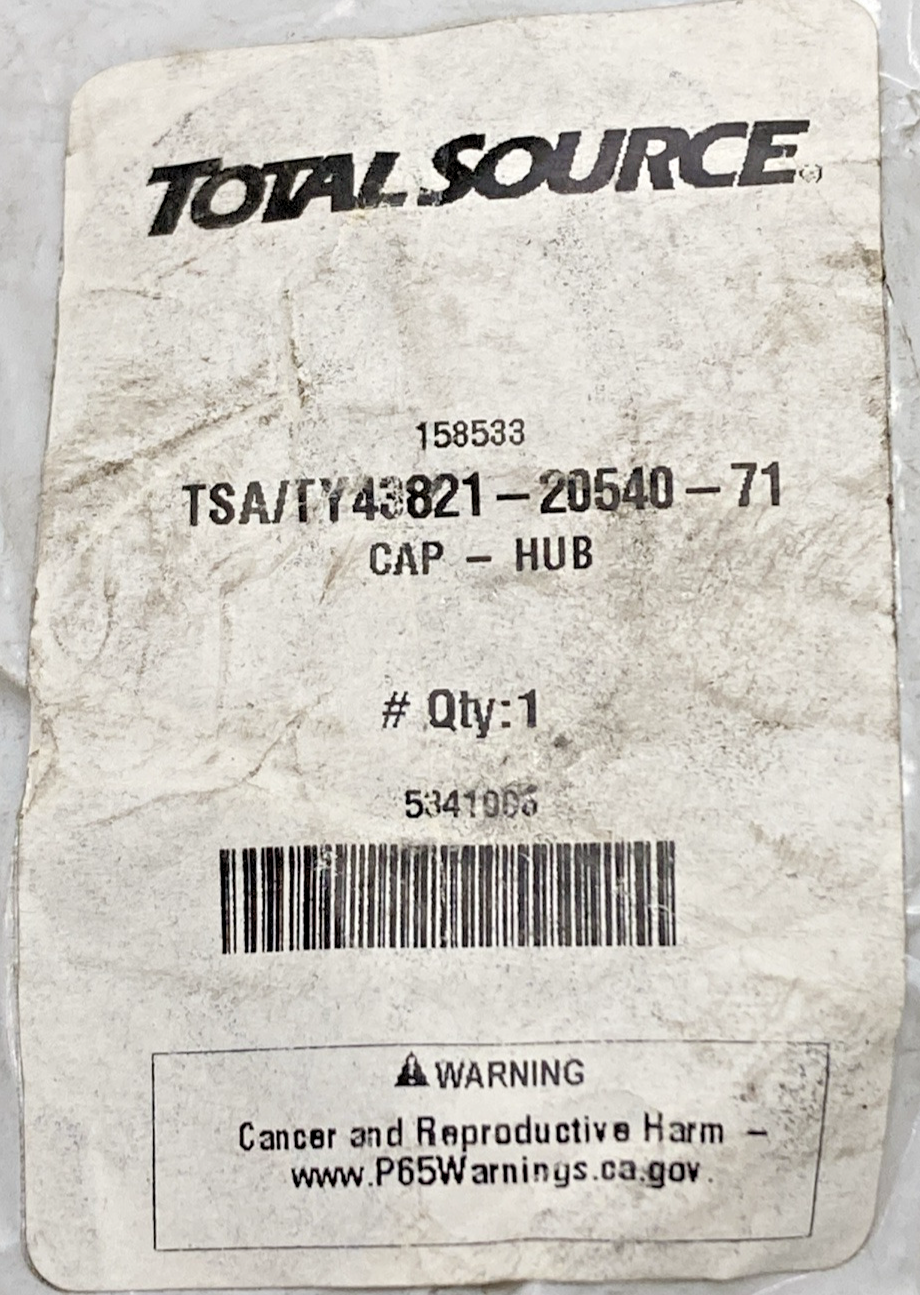 TOTAL SOURCE®
158533
TSA/TY43821-20540-71
CAP - HUB
# Qty:1
WARNING
Cancer and Reproductive Harm -
www.P65Warnings.ca.gov.